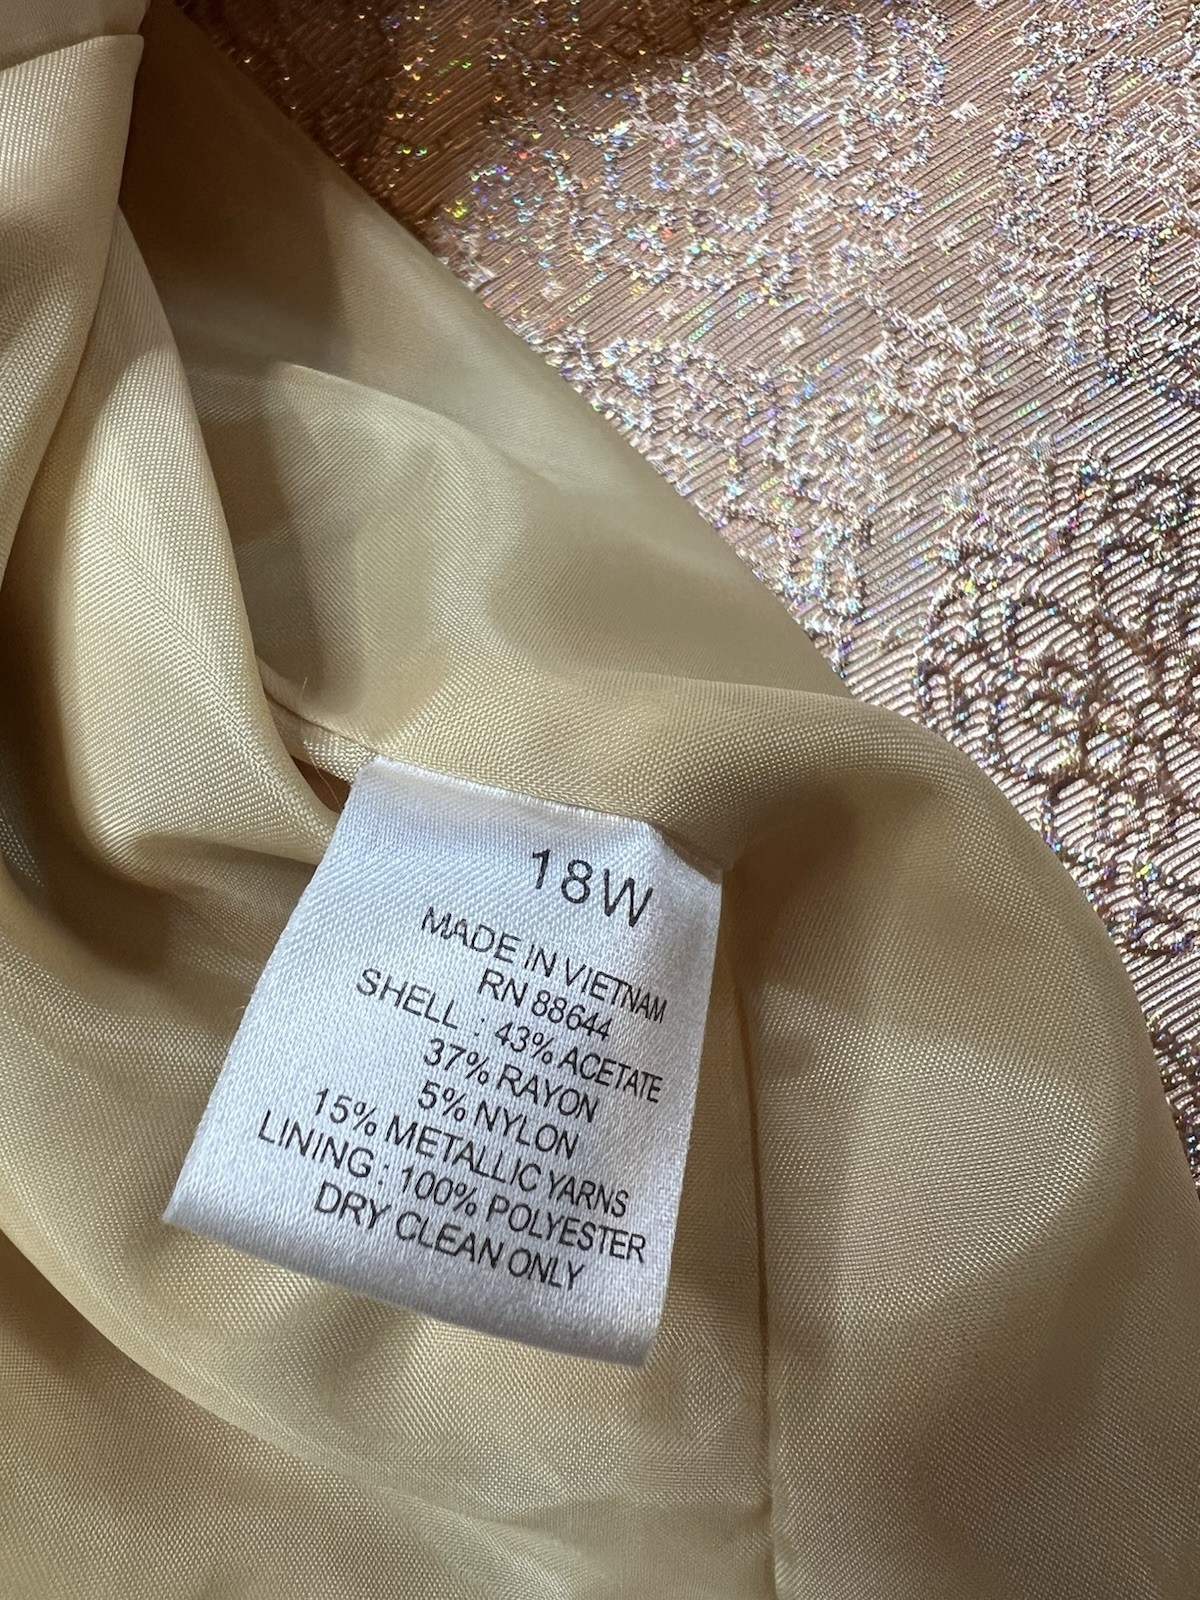 18W
MADE IN VIETNAM
RN 88644
SHELL : 43% ACETATE
37% RAYON
5% NYLON
15% METALLIC YARNS
LINING : 100% POLYESTER
DRY CLEAN ONLY